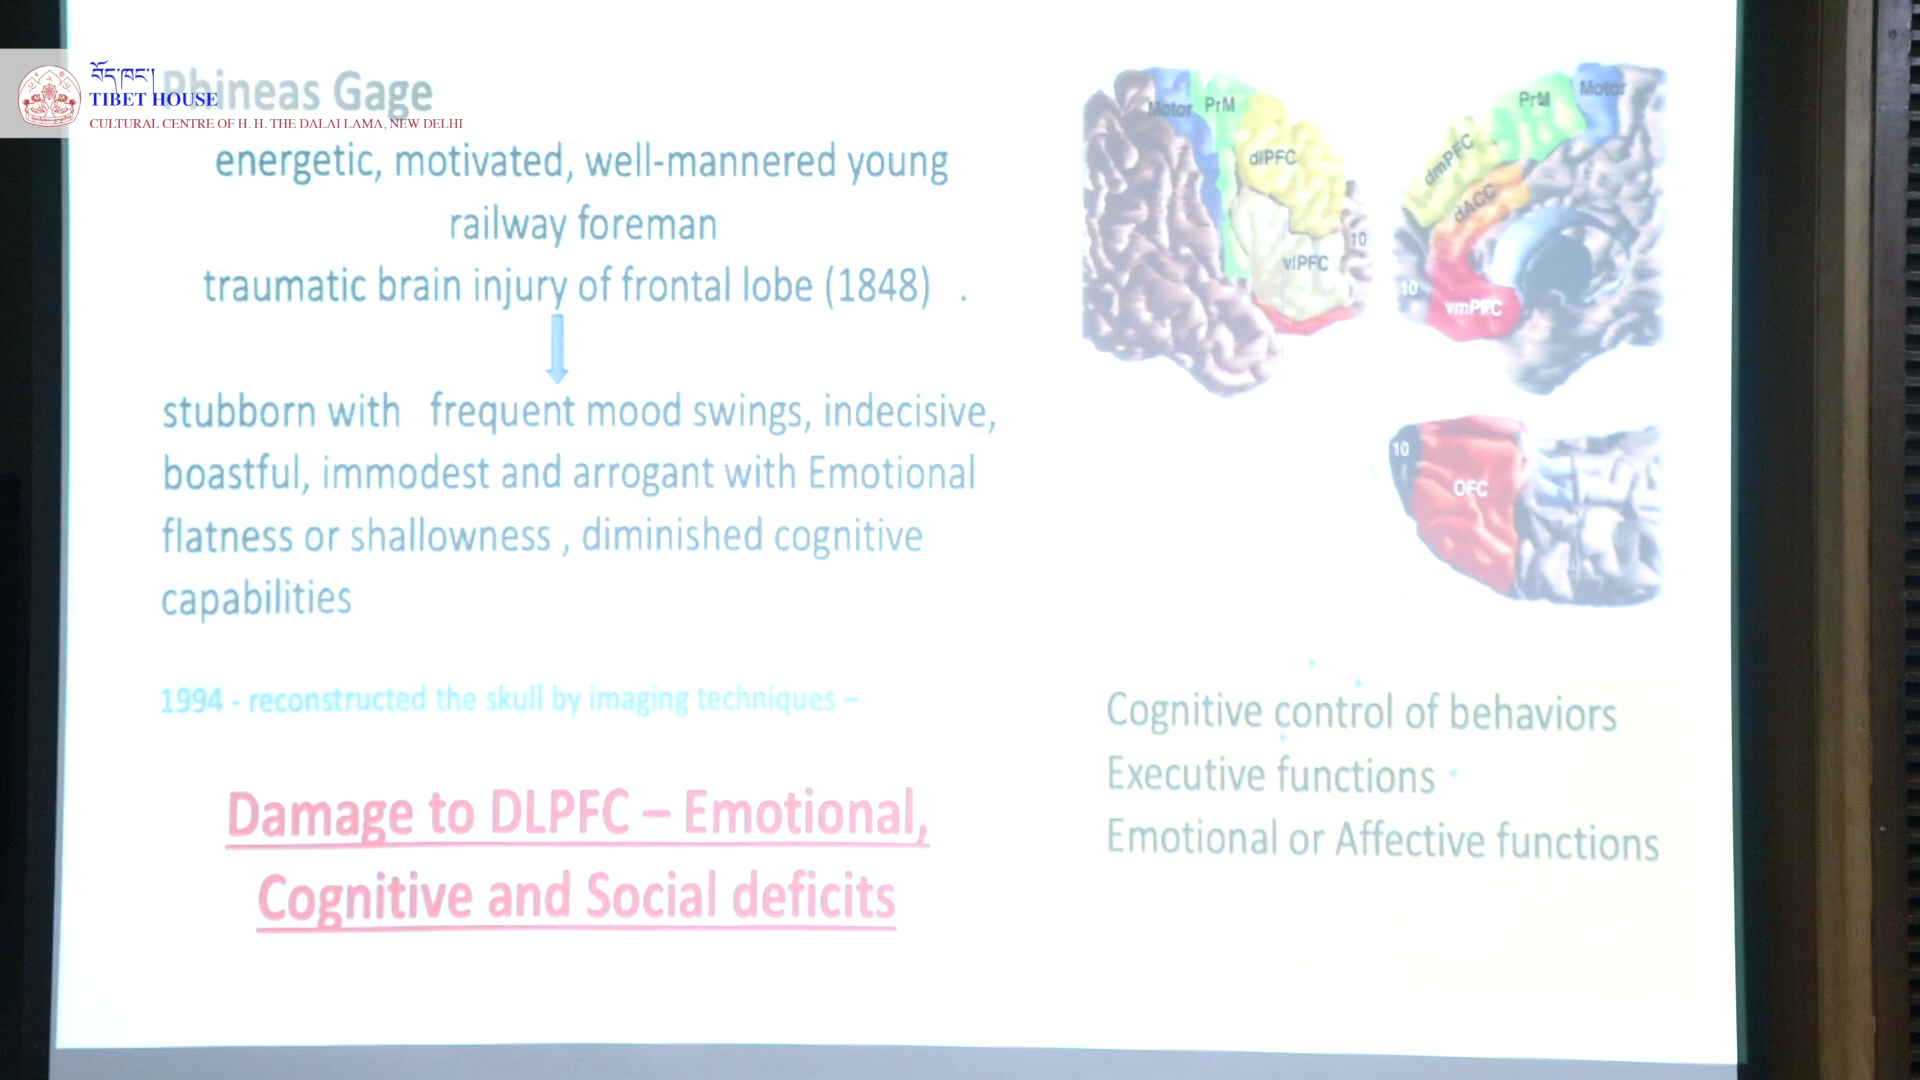 བོད་ཁང་།
TIBET HOUSE
CULTURAL CENTRE OF H. H. THE DALAI LAMA, NEW DELHI
Phineas Gage
energetic, motivated, well-mannered young
railway foreman
traumatic brain injury of frontal lobe (1848) .
stubborn with frequent mood swings, indecisive,
boastful, immodest and arrogant with Emotional
flatness or shallowness , diminished cognitive
capabilities
1994 - reconstructed the skull by imaging techniques –
Damage to DLPFC – Emotional,
Cognitive and Social deficits
Motor PrM
dlPFC
10
vlPFC
PrM Motor
dmPFC
dACC
10
vmPFC
10
OFC
Cognitive control of behaviors
Executive functions
Emotional or Affective functions